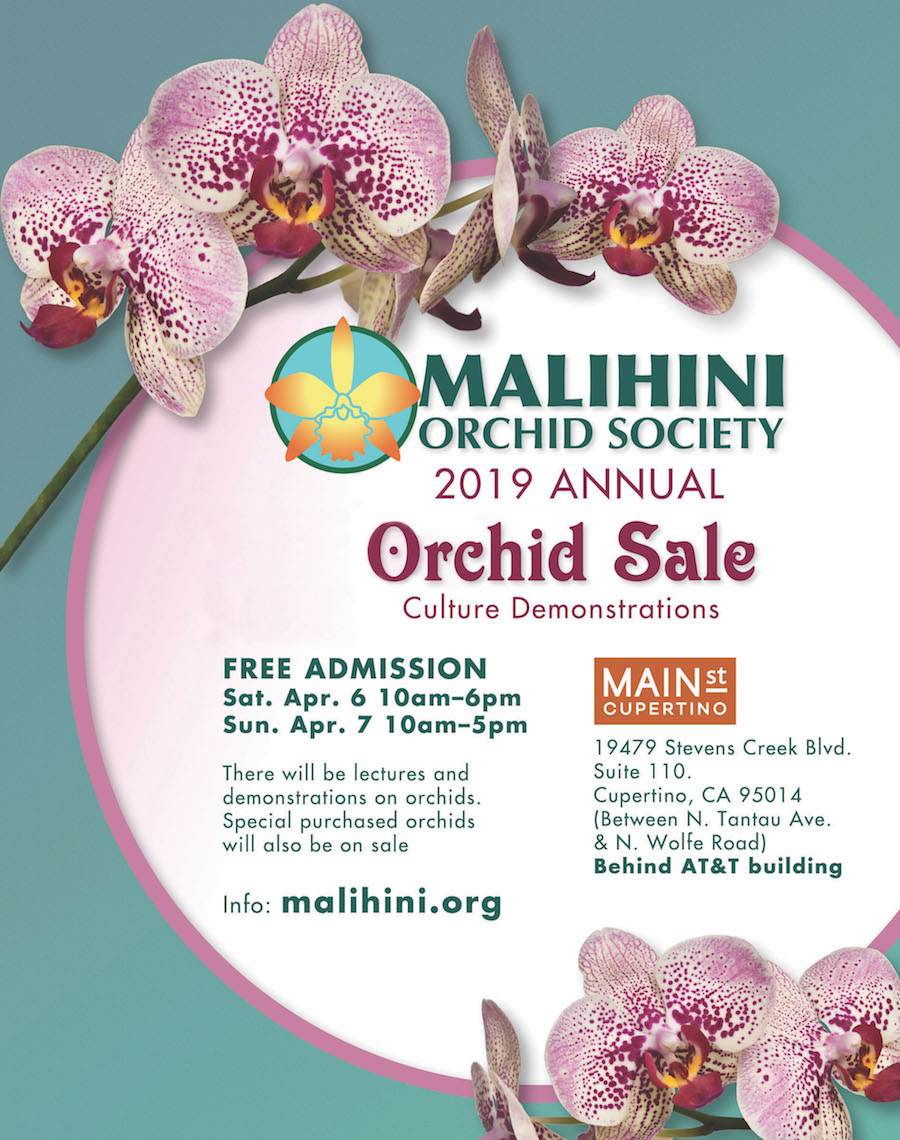 MALIHINI
ORCHID SOCIETY
2019 ANNUAL
Orchid Sale
Culture Demonstrations
FREE ADMISSION
Sat. Apr. 6 10am–6pm
Sun. Apr. 7 10am–5pm
There will be lectures and
demonstrations on orchids.
Special purchased orchids
will also be on sale
Info: malihini.org
MAIN st
CUPERTINO
19479 Stevens Creek Blvd.
Suite 110.
Cupertino, CA 95014
(Between N. Tantau Ave.
& N. Wolfe Road)
Behind AT&T building